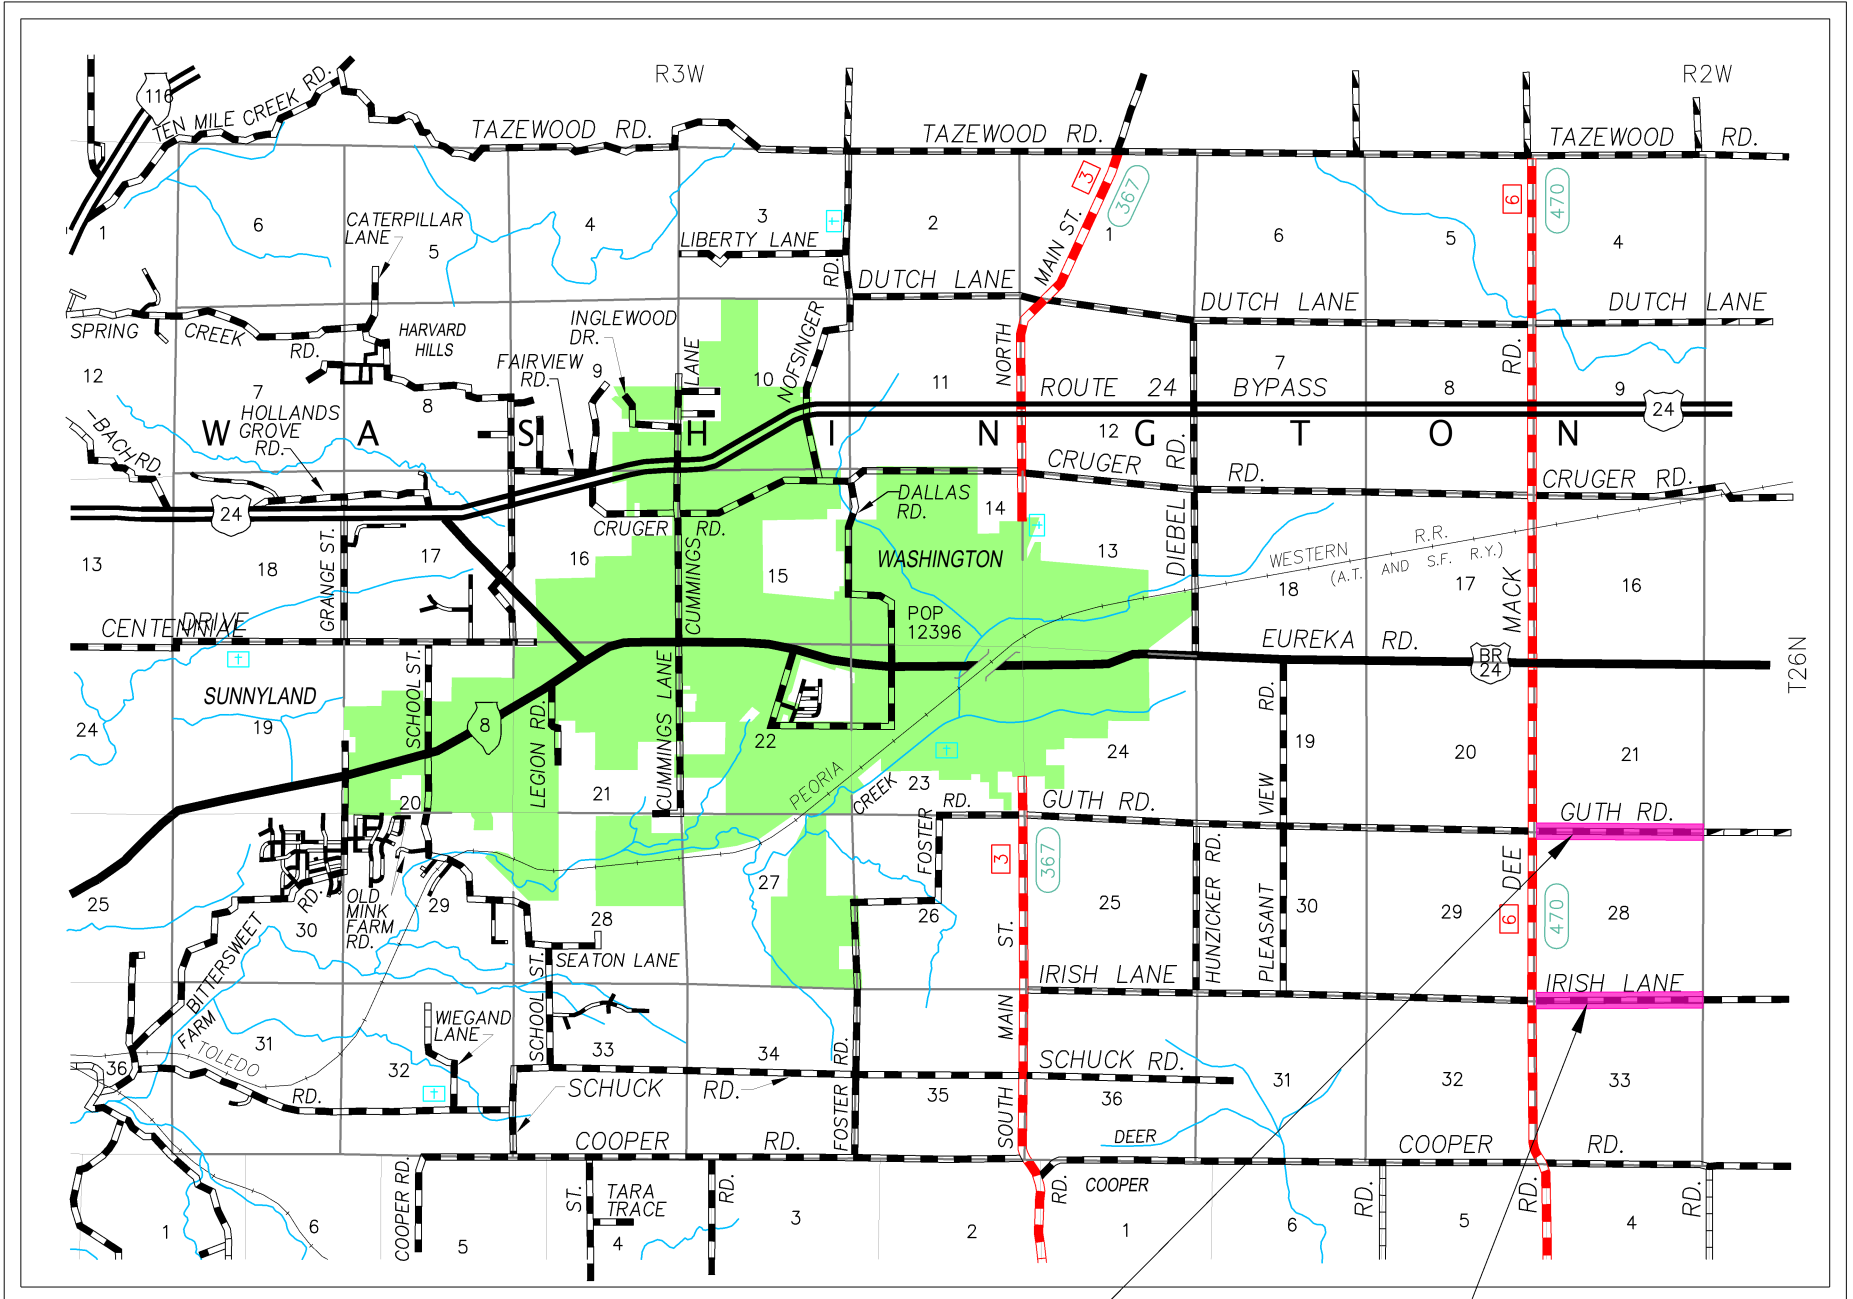 R3W
R2W
116
TEN MILE CREEK RD.
TAZEWOOD RD.
TAZEWOOD RD.
TAZEWOOD RD.
3
367
6
470
1
6
5
4
3
2
1
6
5
4
CATERPILLAR
LANE
LIBERTY LANE
MAIN ST.
RD.
DUTCH LANE
DUTCH LANE
DUTCH LANE
SPRING CREEK RD.
HARVARD
HILLS
INGLEWOOD
DR.
FAIRVIEW
RD.
LANE
NOFSINGER
NORTH
RD.
12
7
8
9
10
11
7
8
9
ROUTE 24 BYPASS
24
HOLLANDS
GROVE
RD.
BACH RD.
W A S H I N G T O N
12
CRUGER RD.
CRUGER RD.
DIEBEL RD.
24
DALLAS
RD.
14
CRUGER RD.
GRANGE ST.
WASHINGTON
WESTERN R.R.
(A.T. AND S.F. R.Y.)
13
18
17
16
15
13
18
17
16
CUMMINGS
MACK
POP
12396
CENTENNIAL DRIVE
EUREKA RD.
BR
24
T26N
SUNNYLAND
SCHOOL ST.
8
LEGION RD.
CUMMINGS LANE
VIEW RD.
24
19
22
24
19
20
21
20
21
23
PEORIA
CREEK
FOSTER RD.
GUTH RD.
GUTH RD.
3
367
HUNZICKER RD.
PLEASANT
DEE
6
470
25
30
29
28
27
26
25
30
29
28
OLD
MINK
FARM
RD.
BITTERSWEET RD.
SEATON LANE
SCHOOL ST.
MAIN ST.
IRISH LANE
IRISH LANE
FARM
TOLEDO
WIEGAND
LANE
36
31
32
33
34
35
36
31
32
33
RD.
SCHUCK RD.
SCHUCK RD.
FOSTER RD.
SOUTH
DEER
COOPER RD.
COOPER RD.
COOPER RD.
ST.
TARA
TRACE
RD.
RD.
COOPER
RD.
RD.
RD.
1
6
5
4
3
2
1
6
5
4